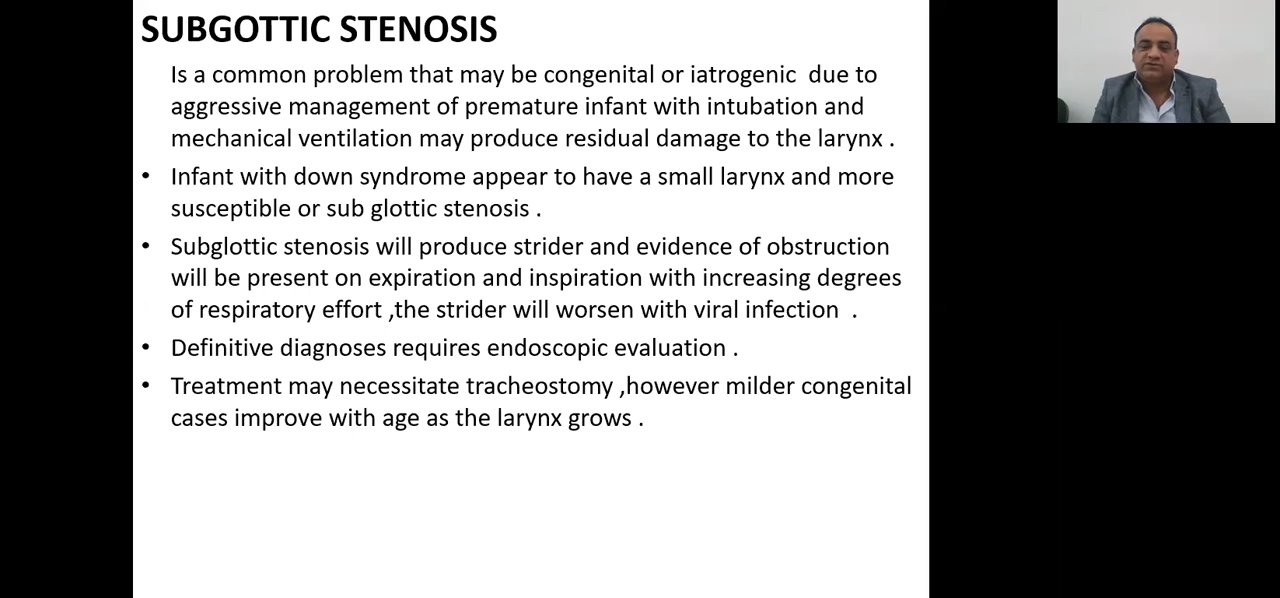 SUBGOTTIC STENOSIS
Is a common problem that may be congenital or iatrogenic  due to
aggressive management of premature infant with intubation and
mechanical ventilation may produce residual damage to the larynx .
• Infant with down syndrome appear to have a small larynx and more
susceptible or sub glottic stenosis .
• Subglottic stenosis will produce strider and evidence of obstruction
will be present on expiration and inspiration with increasing degrees
of respiratory effort ,the strider will worsen with viral infection  .
• Definitive diagnoses requires endoscopic evaluation .
• Treatment may necessitate tracheostomy ,however milder congenital
cases improve with age as the larynx grows .